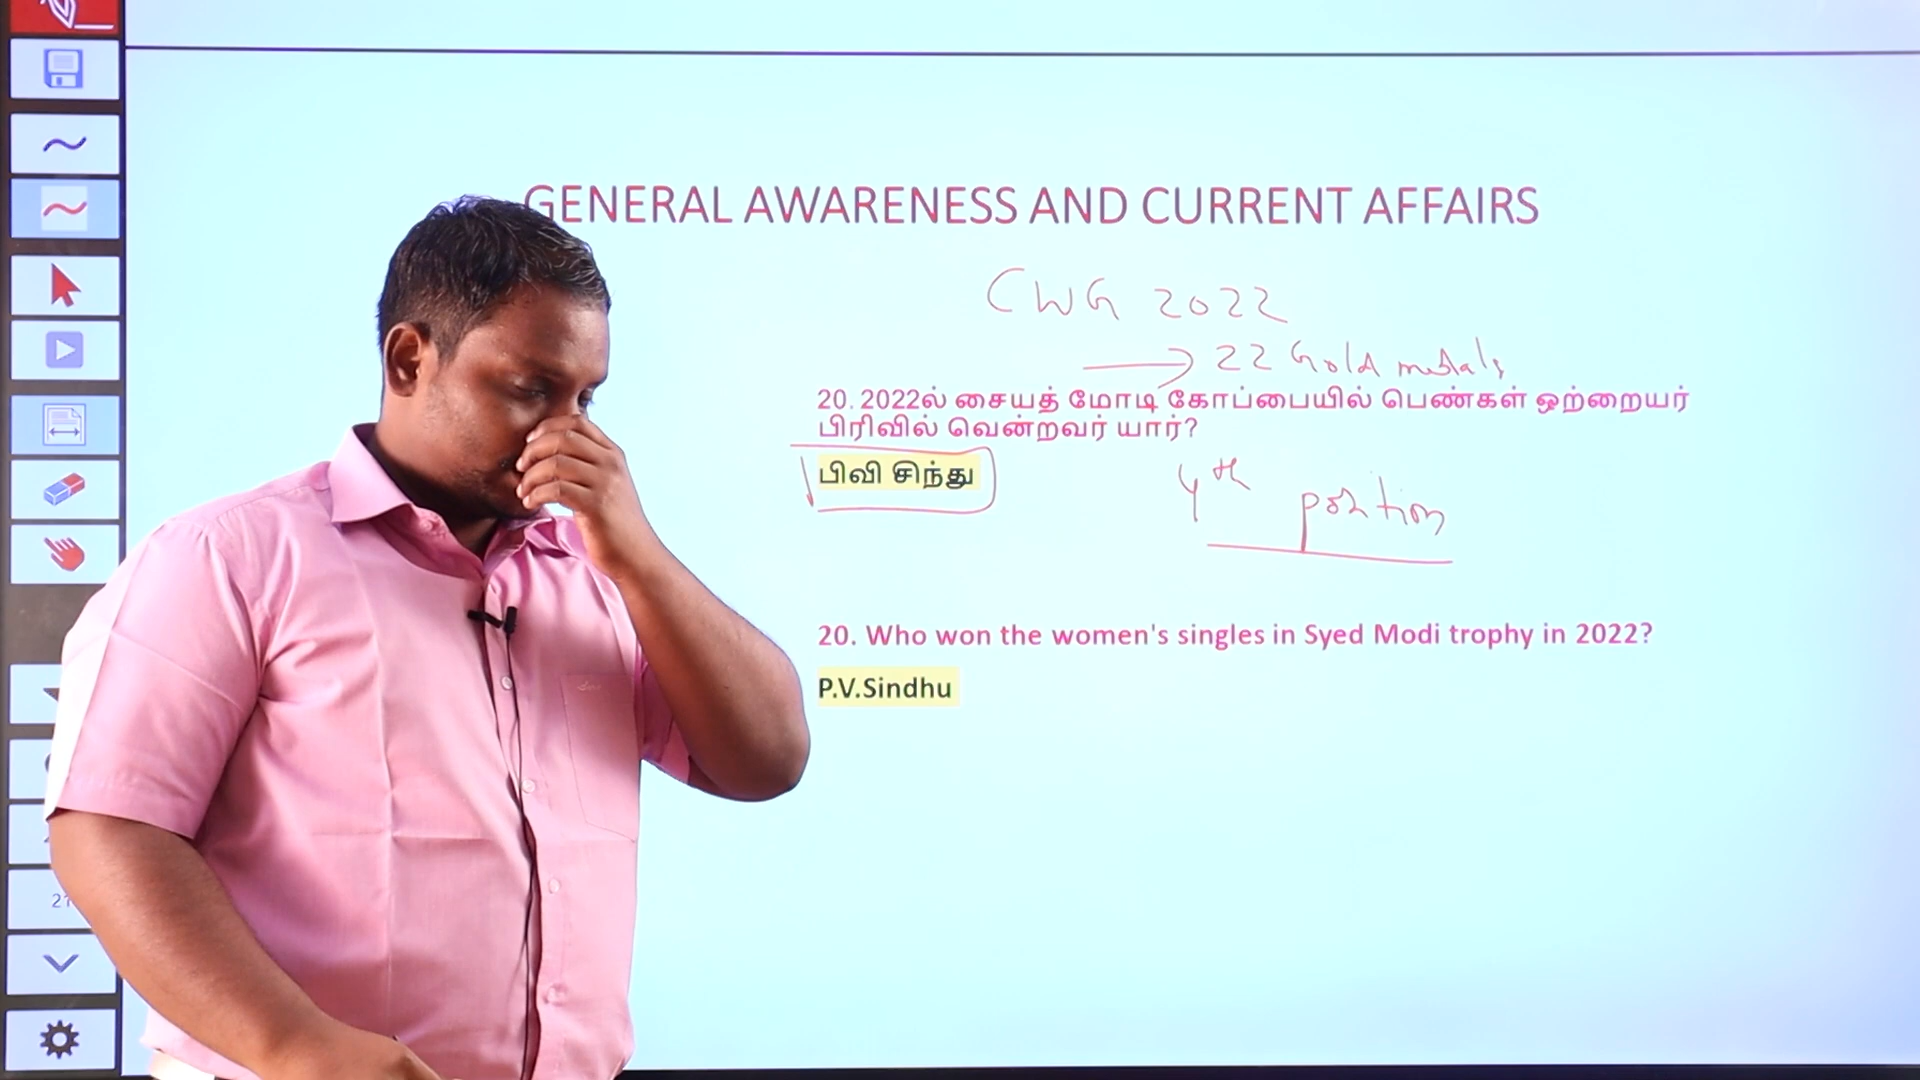 GENERAL AWARENESS AND CURRENT AFFAIRS
CWG 2022
→ 22 Gold medals
20. 2022ல் சையத் மோடி கோப்பையில் பெண்கள் ஒற்றையர்
பிரிவில் வென்றவர் யார்?
பிவி சிந்து
4th position
20. Who won the women's singles in Syed Modi trophy in 2022?
P.V.Sindhu